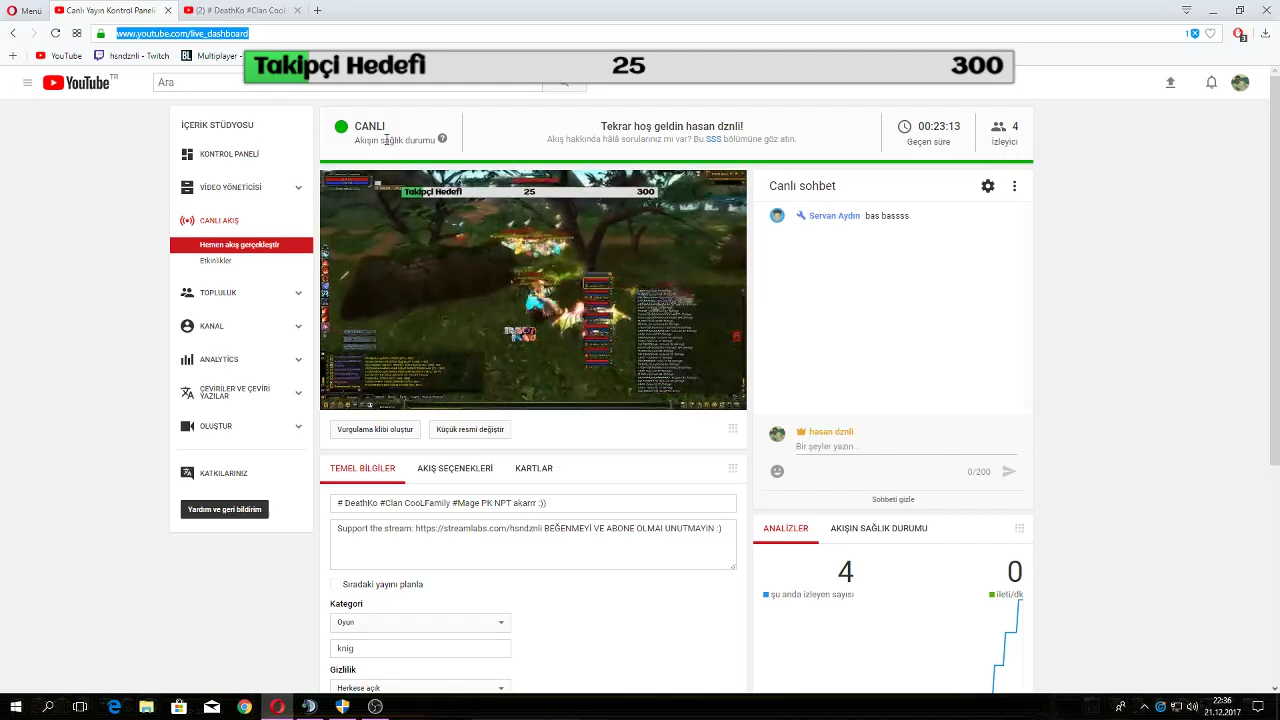 Menü
Canlı Yayın Kontrol Paneli
(2) # DeathKo #Clan CooL
www.youtube.com/live_dashboard
1
YouTube
hsndznli - Twitch
BL Multiplayer -
Takipçi Hedefi 25 300
YouTube TR
Ara
İÇERİK STÜDYOSU
KONTROL PANELİ
VİDEO YÖNETİCİSİ
CANLI AKIŞ
Hemen akış gerçekleştir
Etkinlikler
TOPLULUK
KANAL
ANALYTİCS
ÇEVİRİLER VE ÇEVİRİ
YAZILAR
OLUŞTUR
KATKILARINIZ
Yardım ve geri bildirim
CANLI
Akışın sağlık durumu
Tekrar hoş geldin hasan dznli!
Akış hakkında hâlâ sorularınız mı var? Bu SSS bölümüne göz atın.
00:23:13
Geçen süre
4
İzleyici
Takipçi Hedefi 25 300
Vurgulama klibi oluştur
Küçük resmi değiştir
TEMEL BİLGİLER
AKIŞ SEÇENEKLERİ
KARTLAR
# DeathKo #Clan CooLFamily #Mage PK NPT akarrr :))
Support the stream: https://streamlabs.com/hsndznli BEĞENMEYİ VE ABONE OLMAI UNUTMAYIN :)
Sıradaki yayını planla
Kategori
Oyun
knig
Gizlilik
Herkese açık
Canlı sohbet
Servan Aydın bas bassss
hasan dznli
Bir şeyler yazın...
0/200
Sohbeti gizle
ANALİZLER
AKIŞIN SAĞLIK DURUMU
4
şu anda izleyen sayısı
0
ileti/dk
22:36
21.12.2017